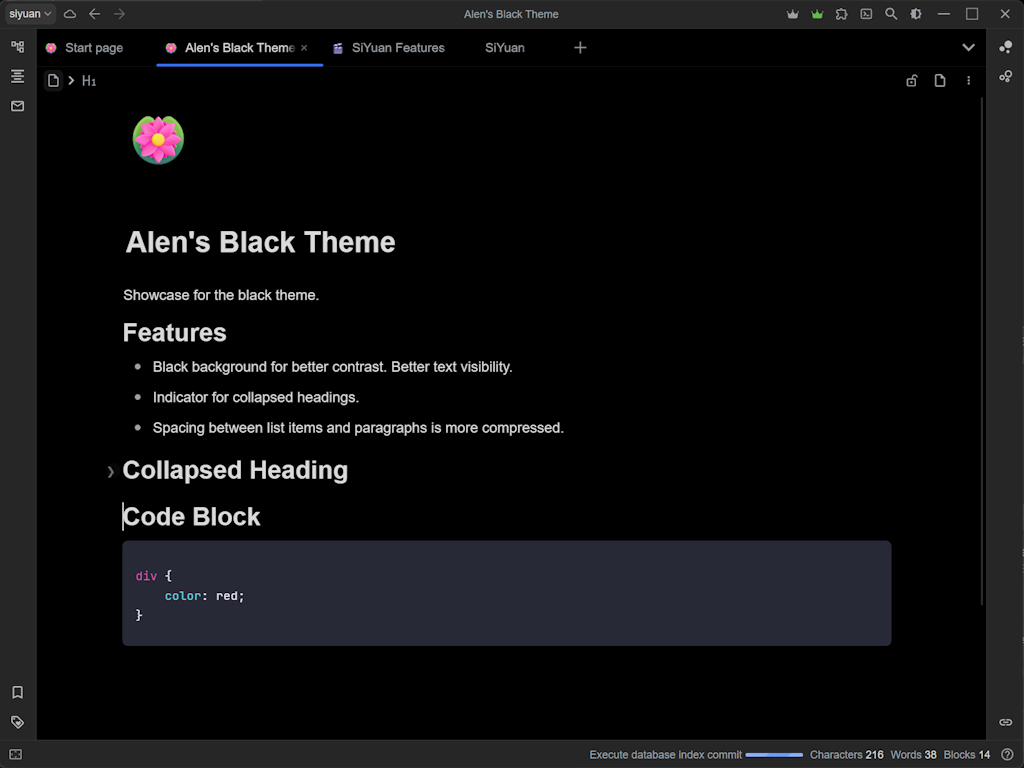 siyuan
Alen's Black Theme
Start page
Alen's Black Theme
SiYuan Features
SiYuan
H1
Alen's Black Theme
Showcase for the black theme.
Features
Black background for better contrast. Better text visibility.
Indicator for collapsed headings.
Spacing between list items and paragraphs is more compressed.
Collapsed Heading
Code Block
div {
    color: red;
}
Execute database index commit
Characters 216 Words 38 Blocks 14